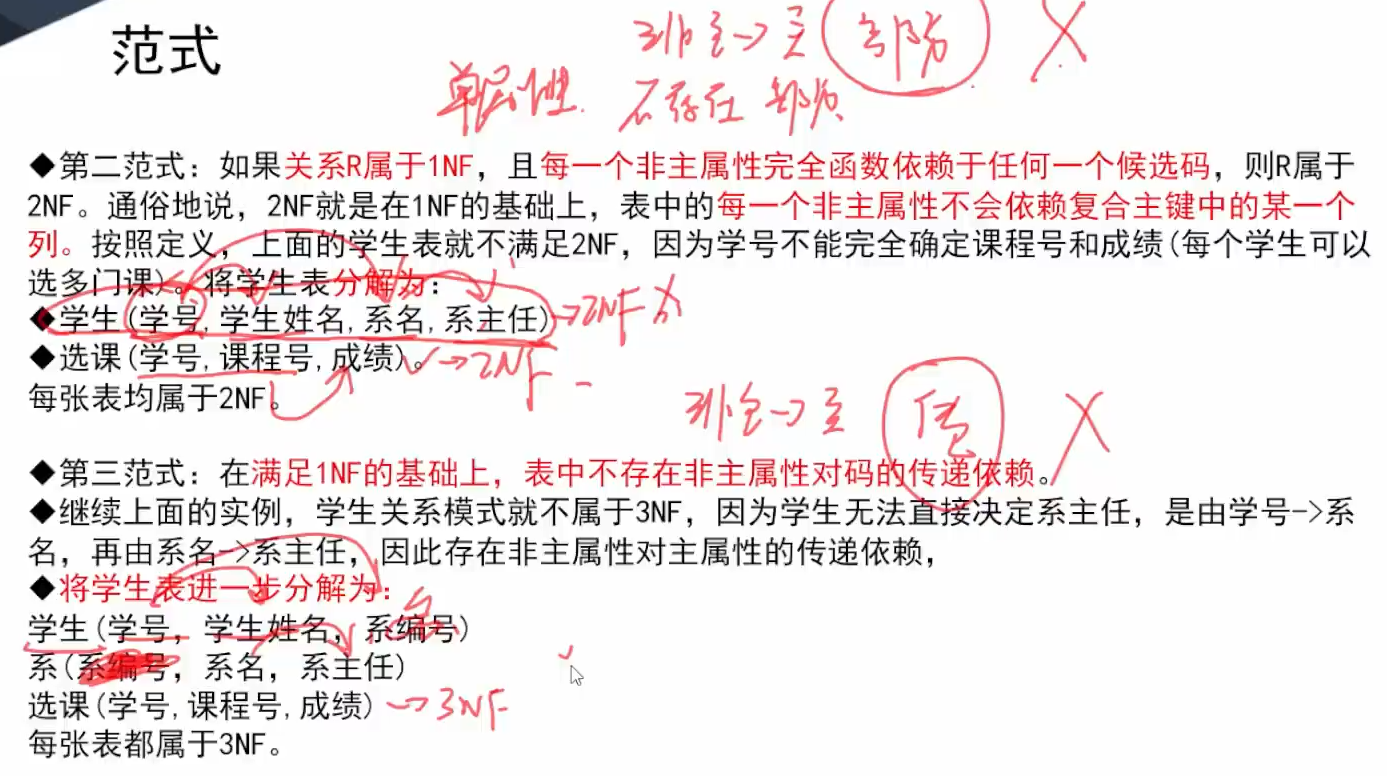 范式
非主→主 部分
单属性 不存在 部分
◆第二范式：如果关系R属于1NF，且每一个非主属性完全函数依赖于任何一个候选码，则R属于
2NF。通俗地说，2NF就是在1NF的基础上，表中的每一个非主属性不会依赖复合主键中的某一个
列。按照定义，上面的学生表就不满足2NF，因为学号不能完全确定课程号和成绩(每个学生可以
选多门课)。将学生表分解为：
◆学生(学号,学生姓名,系名,系主任) →2NF
◆选课(学号,课程号,成绩)。 →2NF
每张表均属于2NF。
非主→主 传
◆第三范式：在满足1NF的基础上，表中不存在非主属性对码的传递依赖。
◆继续上面的实例，学生关系模式就不属于3NF，因为学生无法直接决定系主任，是由学号->系
名，再由系名->系主任，因此存在非主属性对主属性的传递依赖，
◆将学生表进一步分解为：
学生(学号，学生姓名，系编号)
系(系编号，系名，系主任)
选课(学号,课程号,成绩) →3NF
每张表都属于3NF。